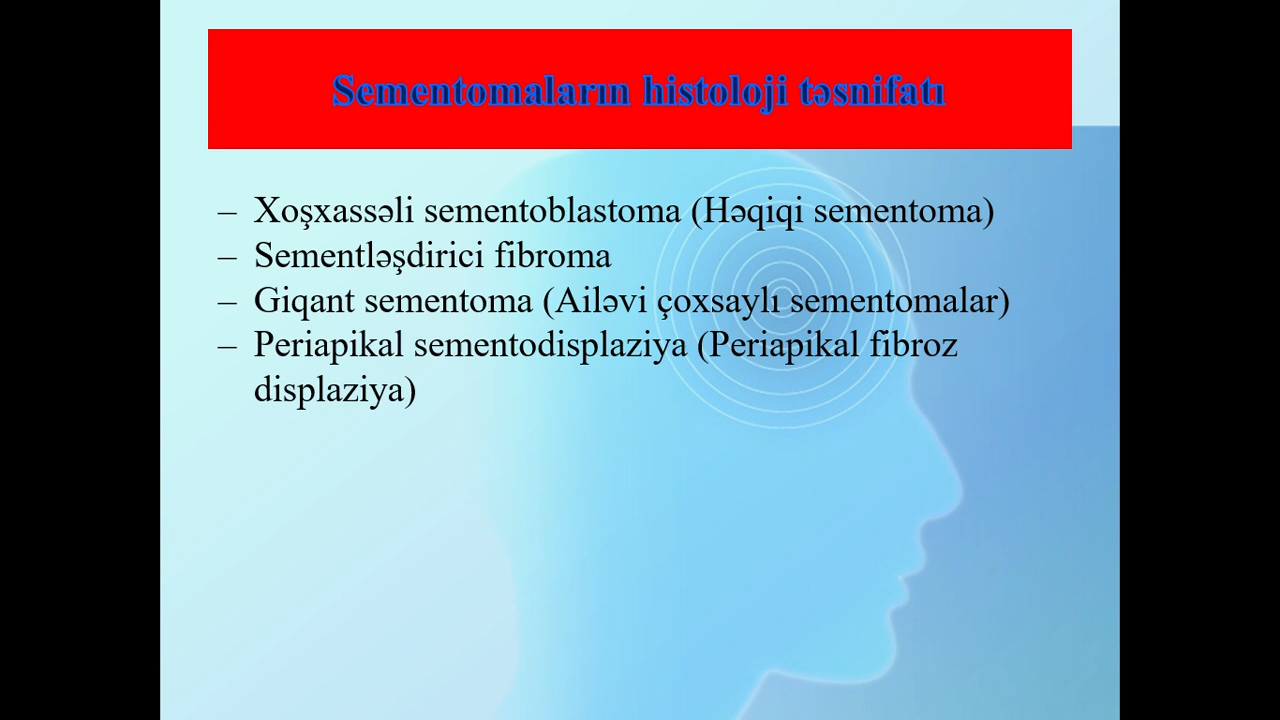 Sementomaların histoloji təsnifatı
– Xoşxassəli sementoblastoma (Həqiqi sementoma)
– Sementləşdirici fibroma
– Giqant sementoma (Ailəvi çoxsaylı sementomalar)
– Periapikal sementodisplaziya (Periapikal fibroz
displaziya)